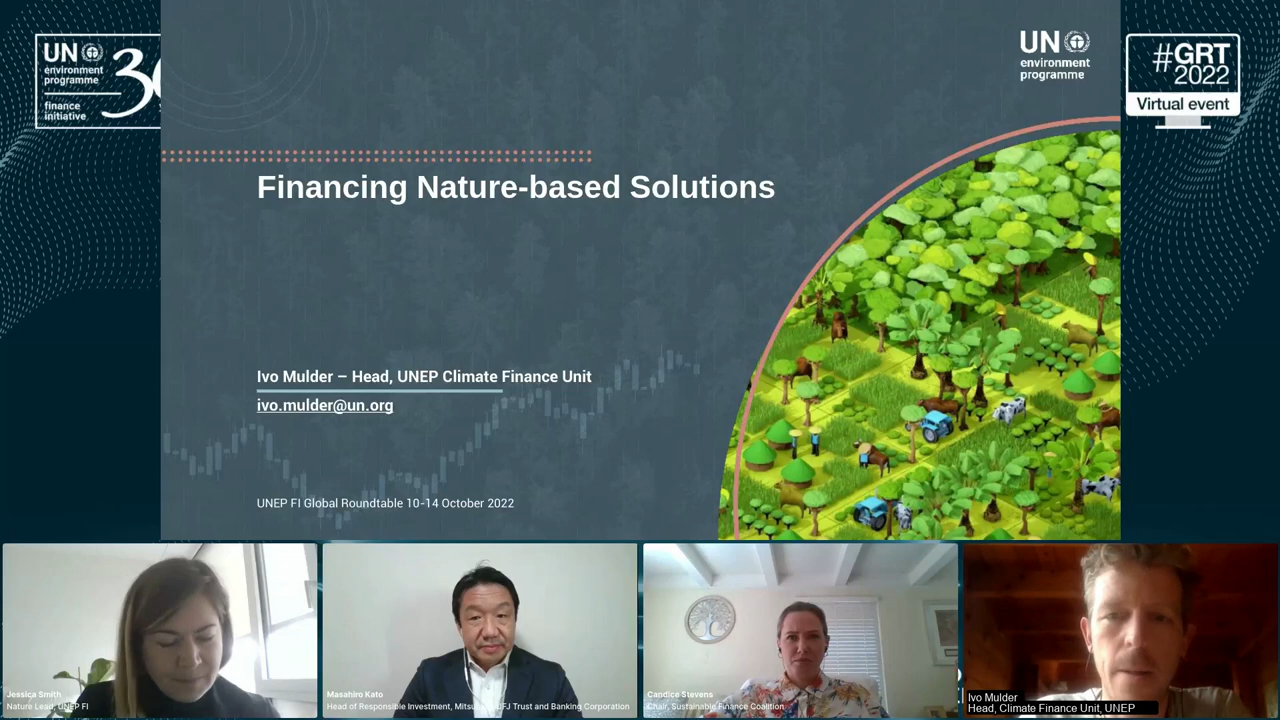 UN
environment
programme
finance
initiative
UN
environment
programme
#GRT
2022
Virtual event
Financing Nature-based Solutions
Ivo Mulder – Head, UNEP Climate Finance Unit
ivo.mulder@un.org
UNEP FI Global Roundtable 10-14 October 2022
Jessica Smith
Nature Lead, UNEP FI
Masahiro Kato
Head of Responsible Investment, Mitsubishi UFJ Trust and Banking Corporation
Candice Stevens
Chair, Sustainable Finance Coalition
Ivo Mulder
Head, Climate Finance Unit, UNEP